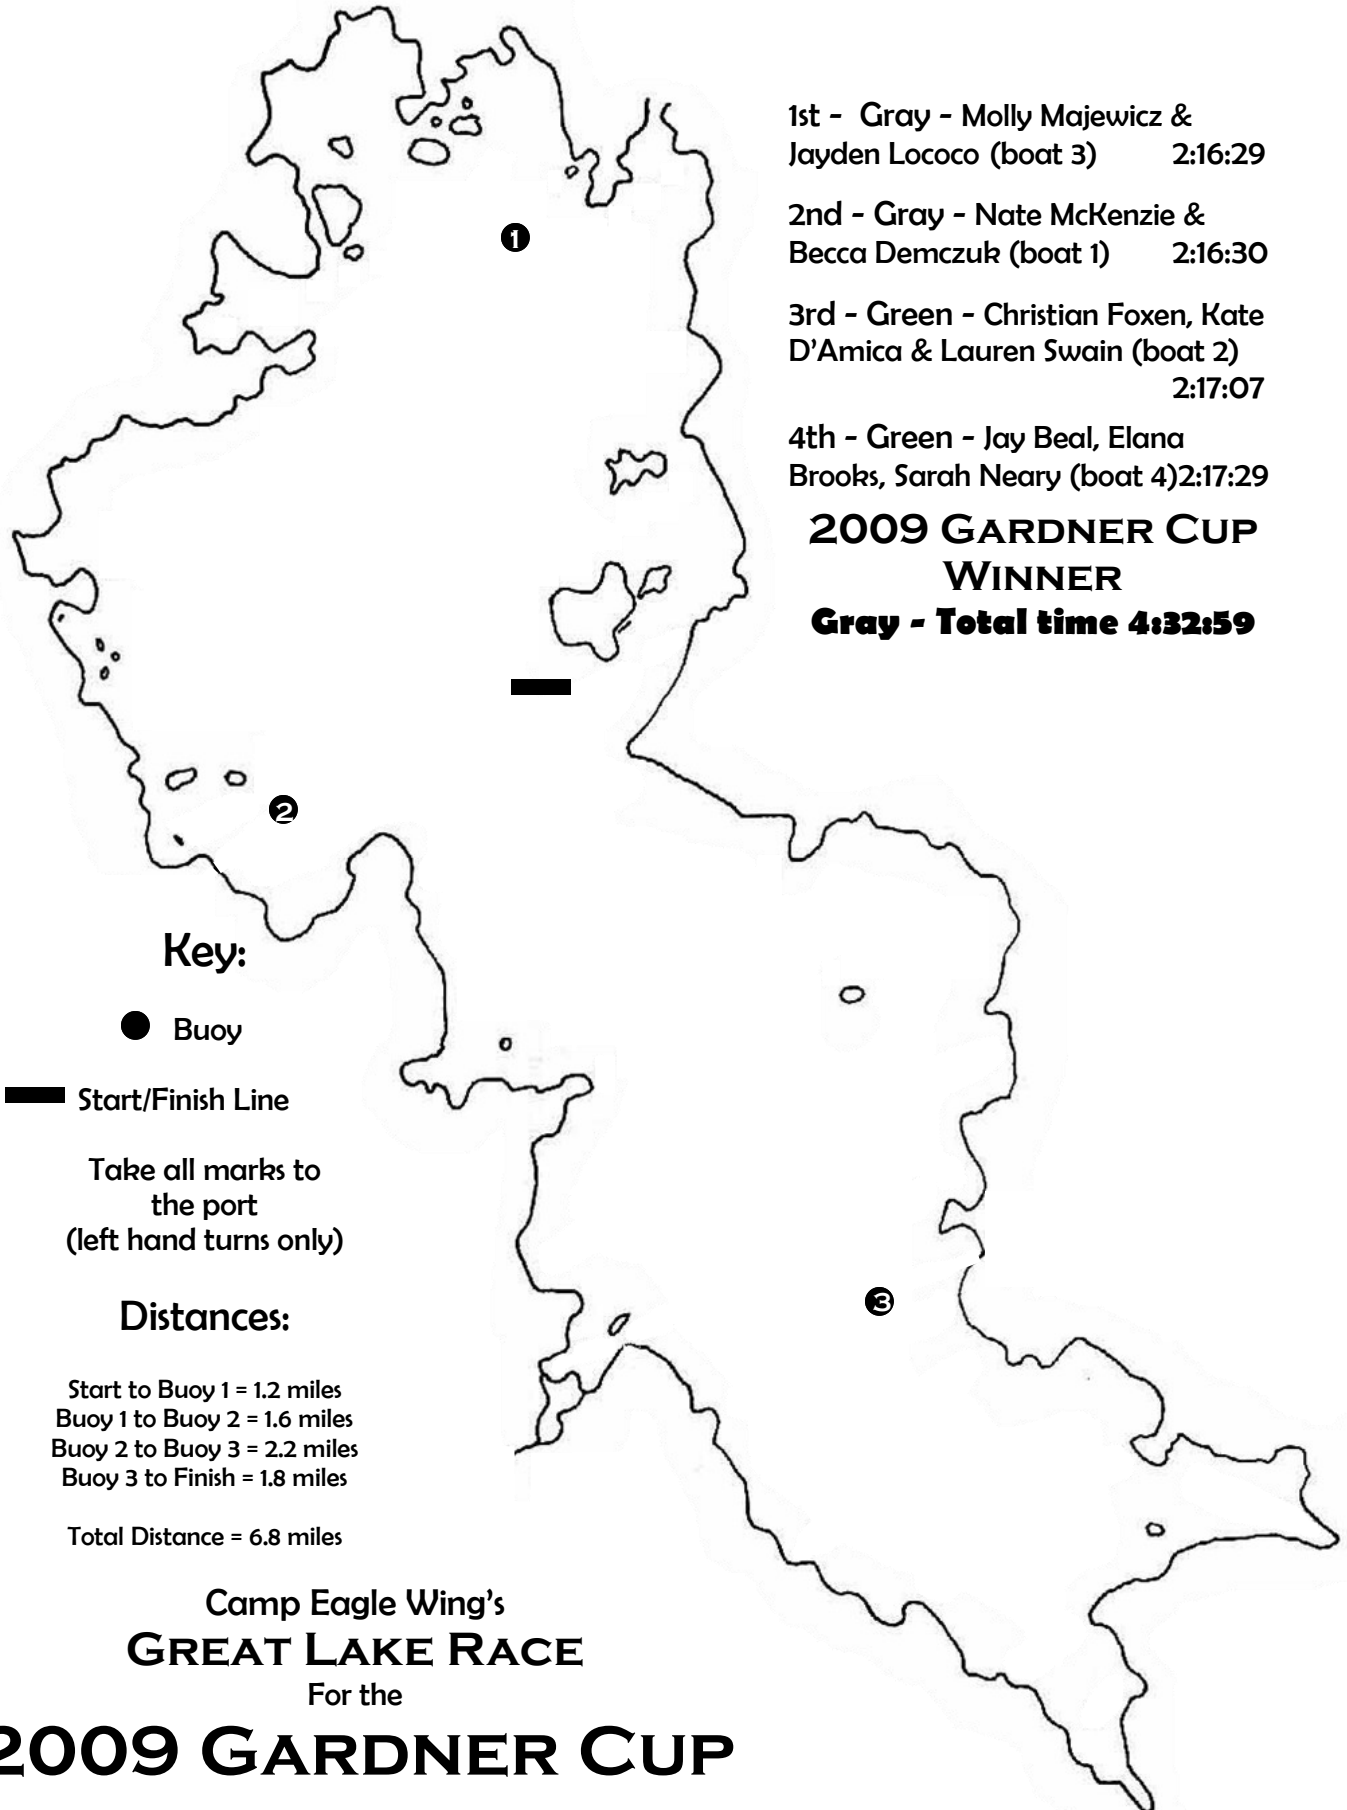 1st - Gray - Molly Majewicz &
Jayden Lococo (boat 3) 2:16:29
2nd - Gray - Nate McKenzie &
Becca Demczuk (boat 1) 2:16:30
3rd - Green - Christian Foxen, Kate
D'Amica & Lauren Swain (boat 2)
2:17:07
4th - Green - Jay Beal, Elana
Brooks, Sarah Neary (boat 4)2:17:29
2009 GARDNER CUP
WINNER
Gray - Total time 4:32:59
1
2
3
Key:
Buoy
Start/Finish Line
Take all marks to
the port
(left hand turns only)
Distances:
Start to Buoy 1 = 1.2 miles
Buoy 1 to Buoy 2 = 1.6 miles
Buoy 2 to Buoy 3 = 2.2 miles
Buoy 3 to Finish = 1.8 miles
Total Distance = 6.8 miles
Camp Eagle Wing's
GREAT LAKE RACE
For the
2009 GARDNER CUP